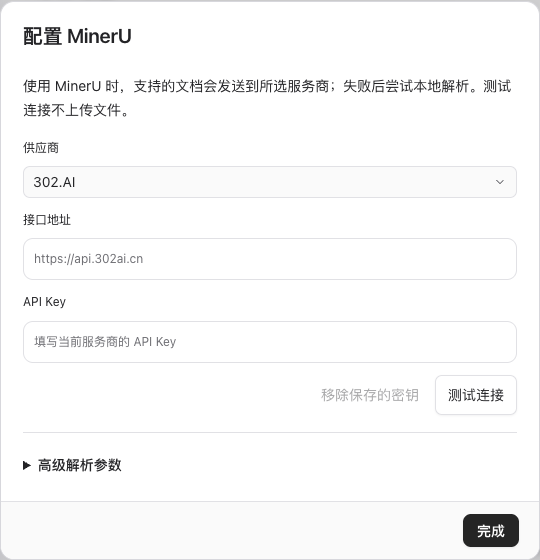 配置 MinerU
使用 MinerU 时，支持的文档会发送到所选服务商；失败后尝试本地解析。测试
连接不上传文件。
供应商
302.AI
接口地址
https://api.302ai.cn
API Key
填写当前服务商的 API Key
移除保存的密钥
测试连接
高级解析参数
完成